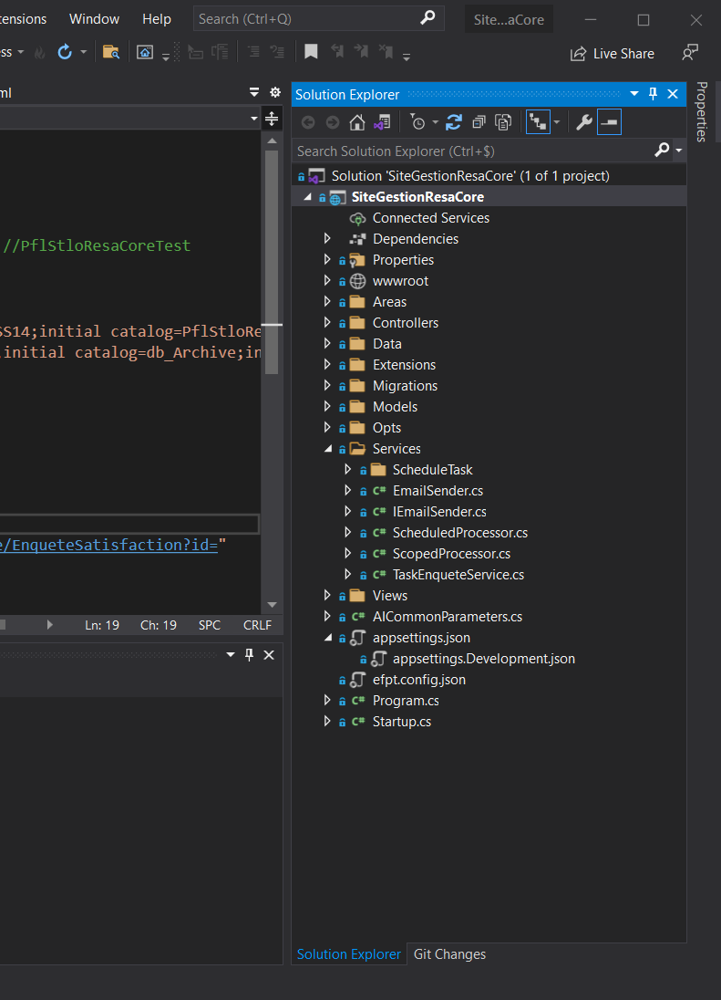 tensions Window Help Search (Ctrl+Q) Site...aCore
ss Live Share
ml
Solution Explorer
Properties
Search Solution Explorer (Ctrl+$)
Solution 'SiteGestionResaCore' (1 of 1 project)
SiteGestionResaCore
Connected Services
//PflStloResaCoreTest
Dependencies
Properties
wwwroot
Areas
Controllers
SS14;initial catalog=PflStloRe
Data
;initial catalog=db_Archive;in
Extensions
Migrations
Models
Opts
Services
ScheduleTask
EmailSender.cs
IEmailSender.cs
ScheduledProcessor.cs
e/EnqueteSatisfaction?id="
ScopedProcessor.cs
TaskEnqueteService.cs
Views
AICommonParameters.cs
Ln: 19 Ch: 19 SPC CRLF
appsettings.json
appsettings.Development.json
efpt.config.json
Program.cs
Startup.cs
Solution Explorer Git Changes